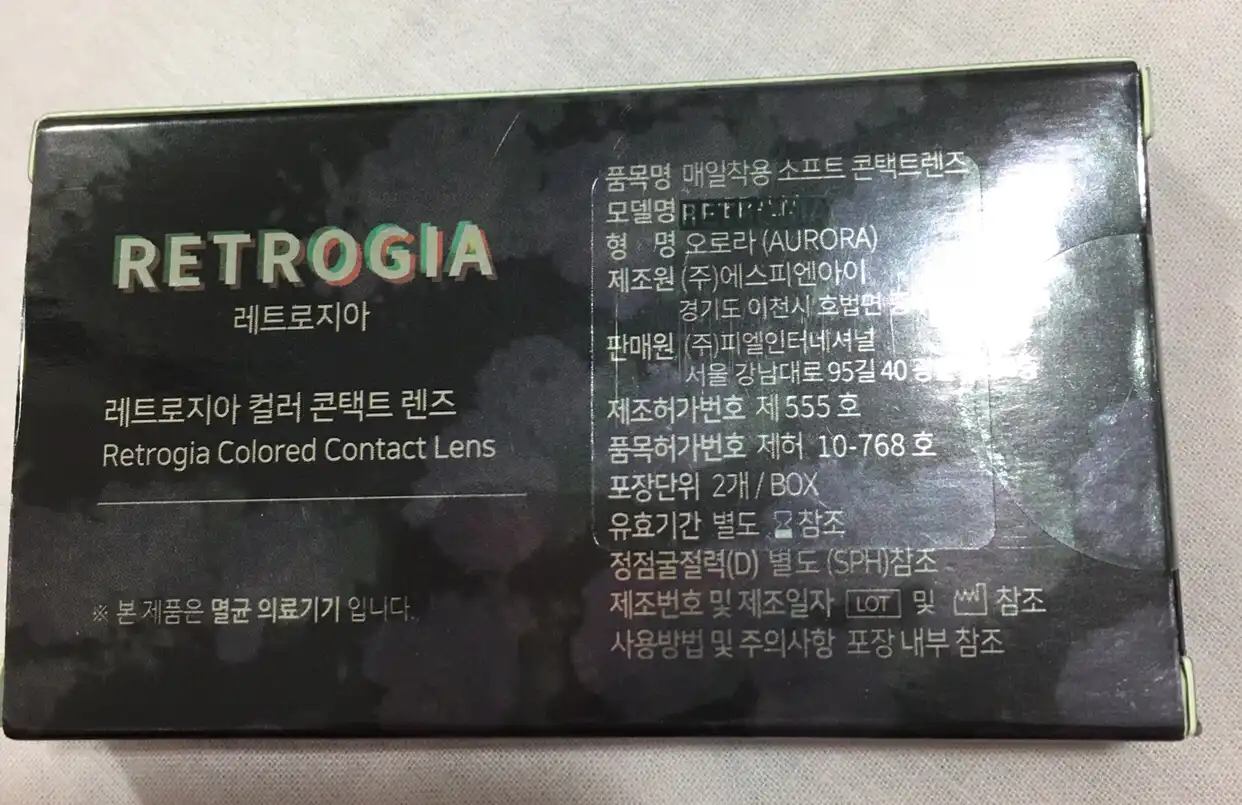 RETROGIA
레트로지아
레트로지아 컬러 콘택트 렌즈
Retrogia Colored Contact Lens
※ 본 제품은 멸균 의료기기 입니다.
품목명 매일착용 소프트 콘택트렌즈
모델명
형 명 오로라 (AURORA)
제조원 (주)에스피엔아이
경기도 이천시 호법면
판매원 (주)피엘인터네셔널
서울 강남대로 95길 40
제조허가번호 제 555 호
품목허가번호 제허 10-768 호
포장단위 2개 / BOX
유효기간 별도 참조
정점굴절력(D) 별도 (SPH)참조
제조번호 및 제조일자 LOT 및 참조
사용방법 및 주의사항 포장 내부 참조